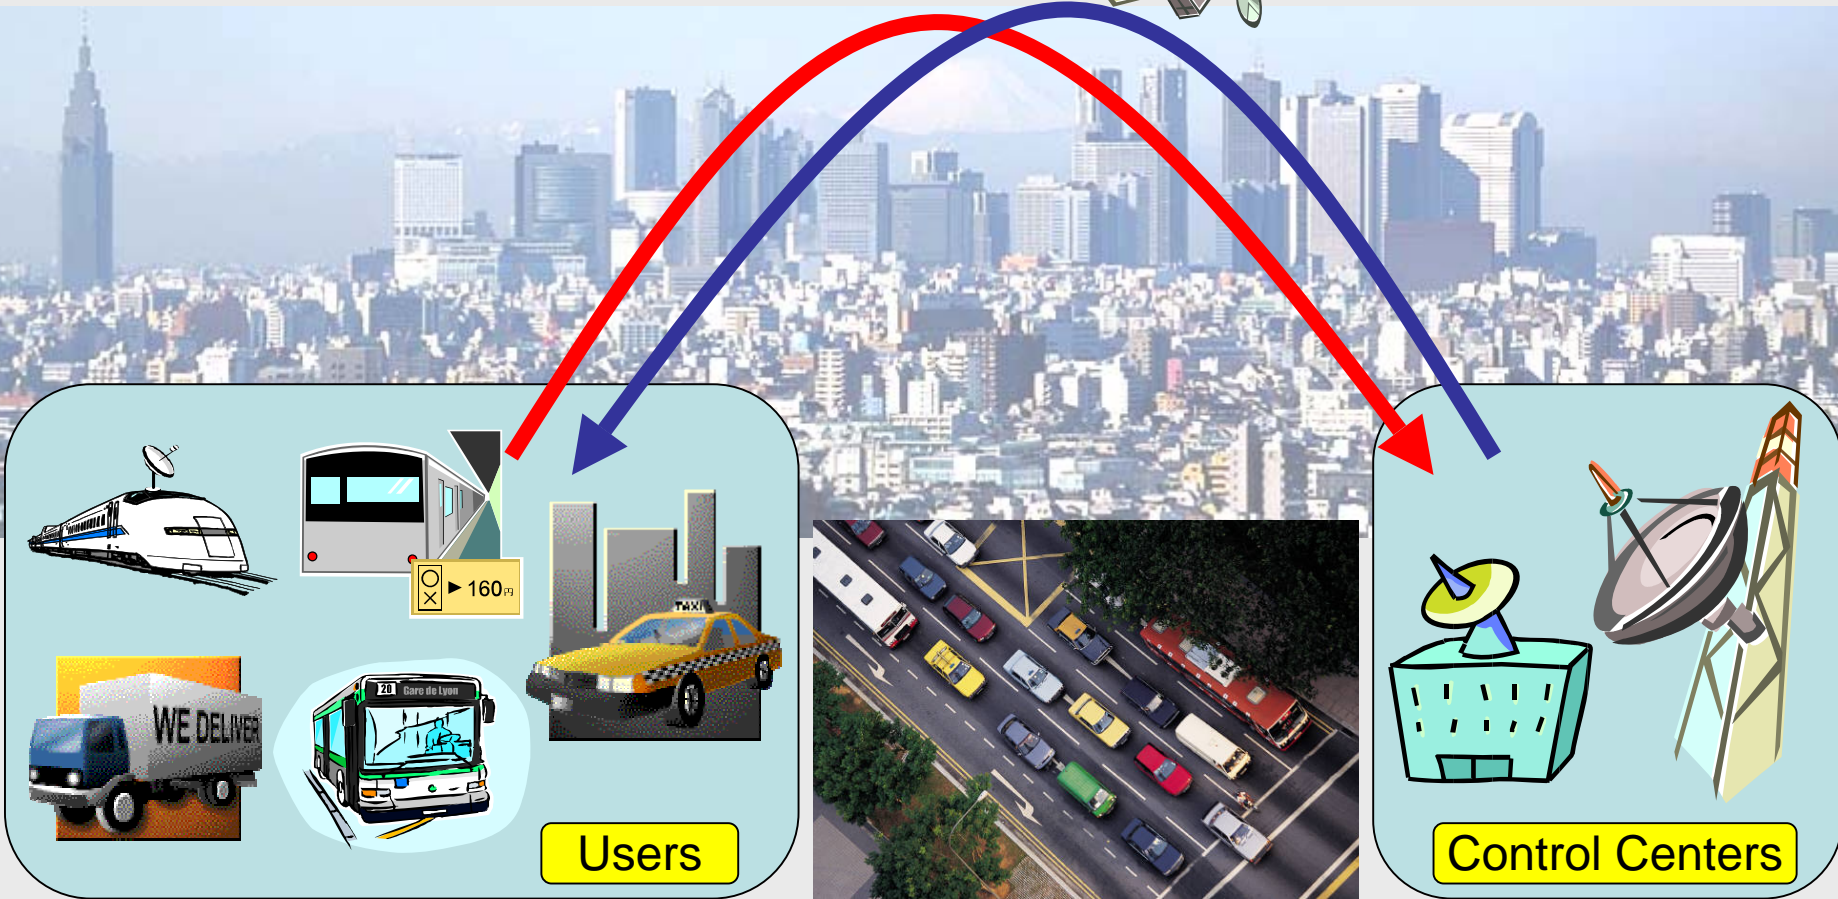 TAXI
○
×
► 160円
20 Gare de Lyon
WE DELIVER
Users
Control Centers